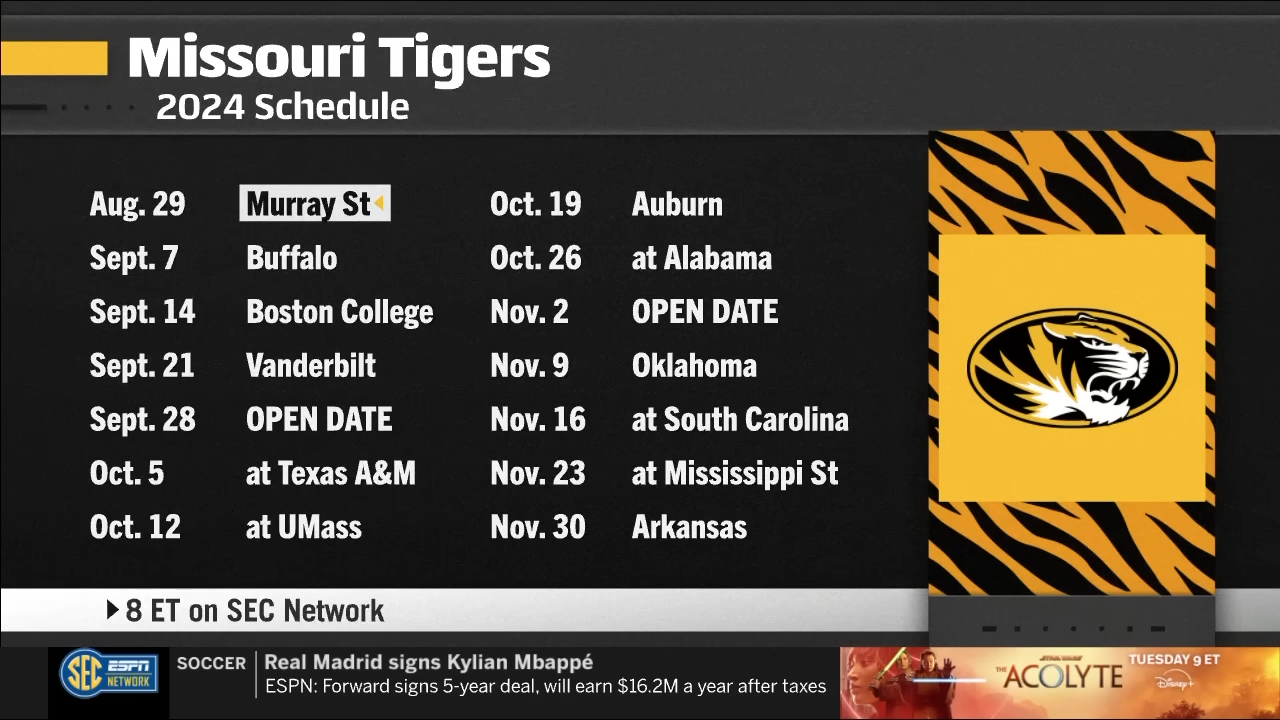 Missouri Tigers
2024 Schedule
Aug. 29 Murray St
Sept. 7 Buffalo
Sept. 14 Boston College
Sept. 21 Vanderbilt
Sept. 28 OPEN DATE
Oct. 5 at Texas A&M
Oct. 12 at UMass
Oct. 19 Auburn
Oct. 26 at Alabama
Nov. 2 OPEN DATE
Nov. 9 Oklahoma
Nov. 16 at South Carolina
Nov. 23 at Mississippi St
Nov. 30 Arkansas
8 ET on SEC Network
SEC ESPN NETWORK
SOCCER
Real Madrid signs Kylian Mbappé
ESPN: Forward signs 5-year deal, will earn $16.2M a year after taxes
STAR WARS
THE ACOLYTE
TUESDAY 9 ET
Disney+